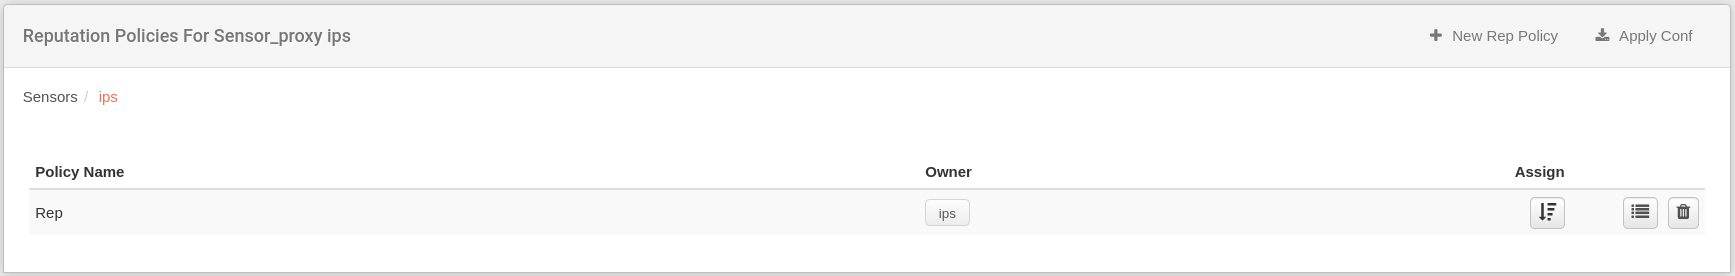 Reputation Policies For Sensor_proxy ips
New Rep Policy
Apply Conf
Sensors / ips
Policy Name Owner Assign
Rep ips